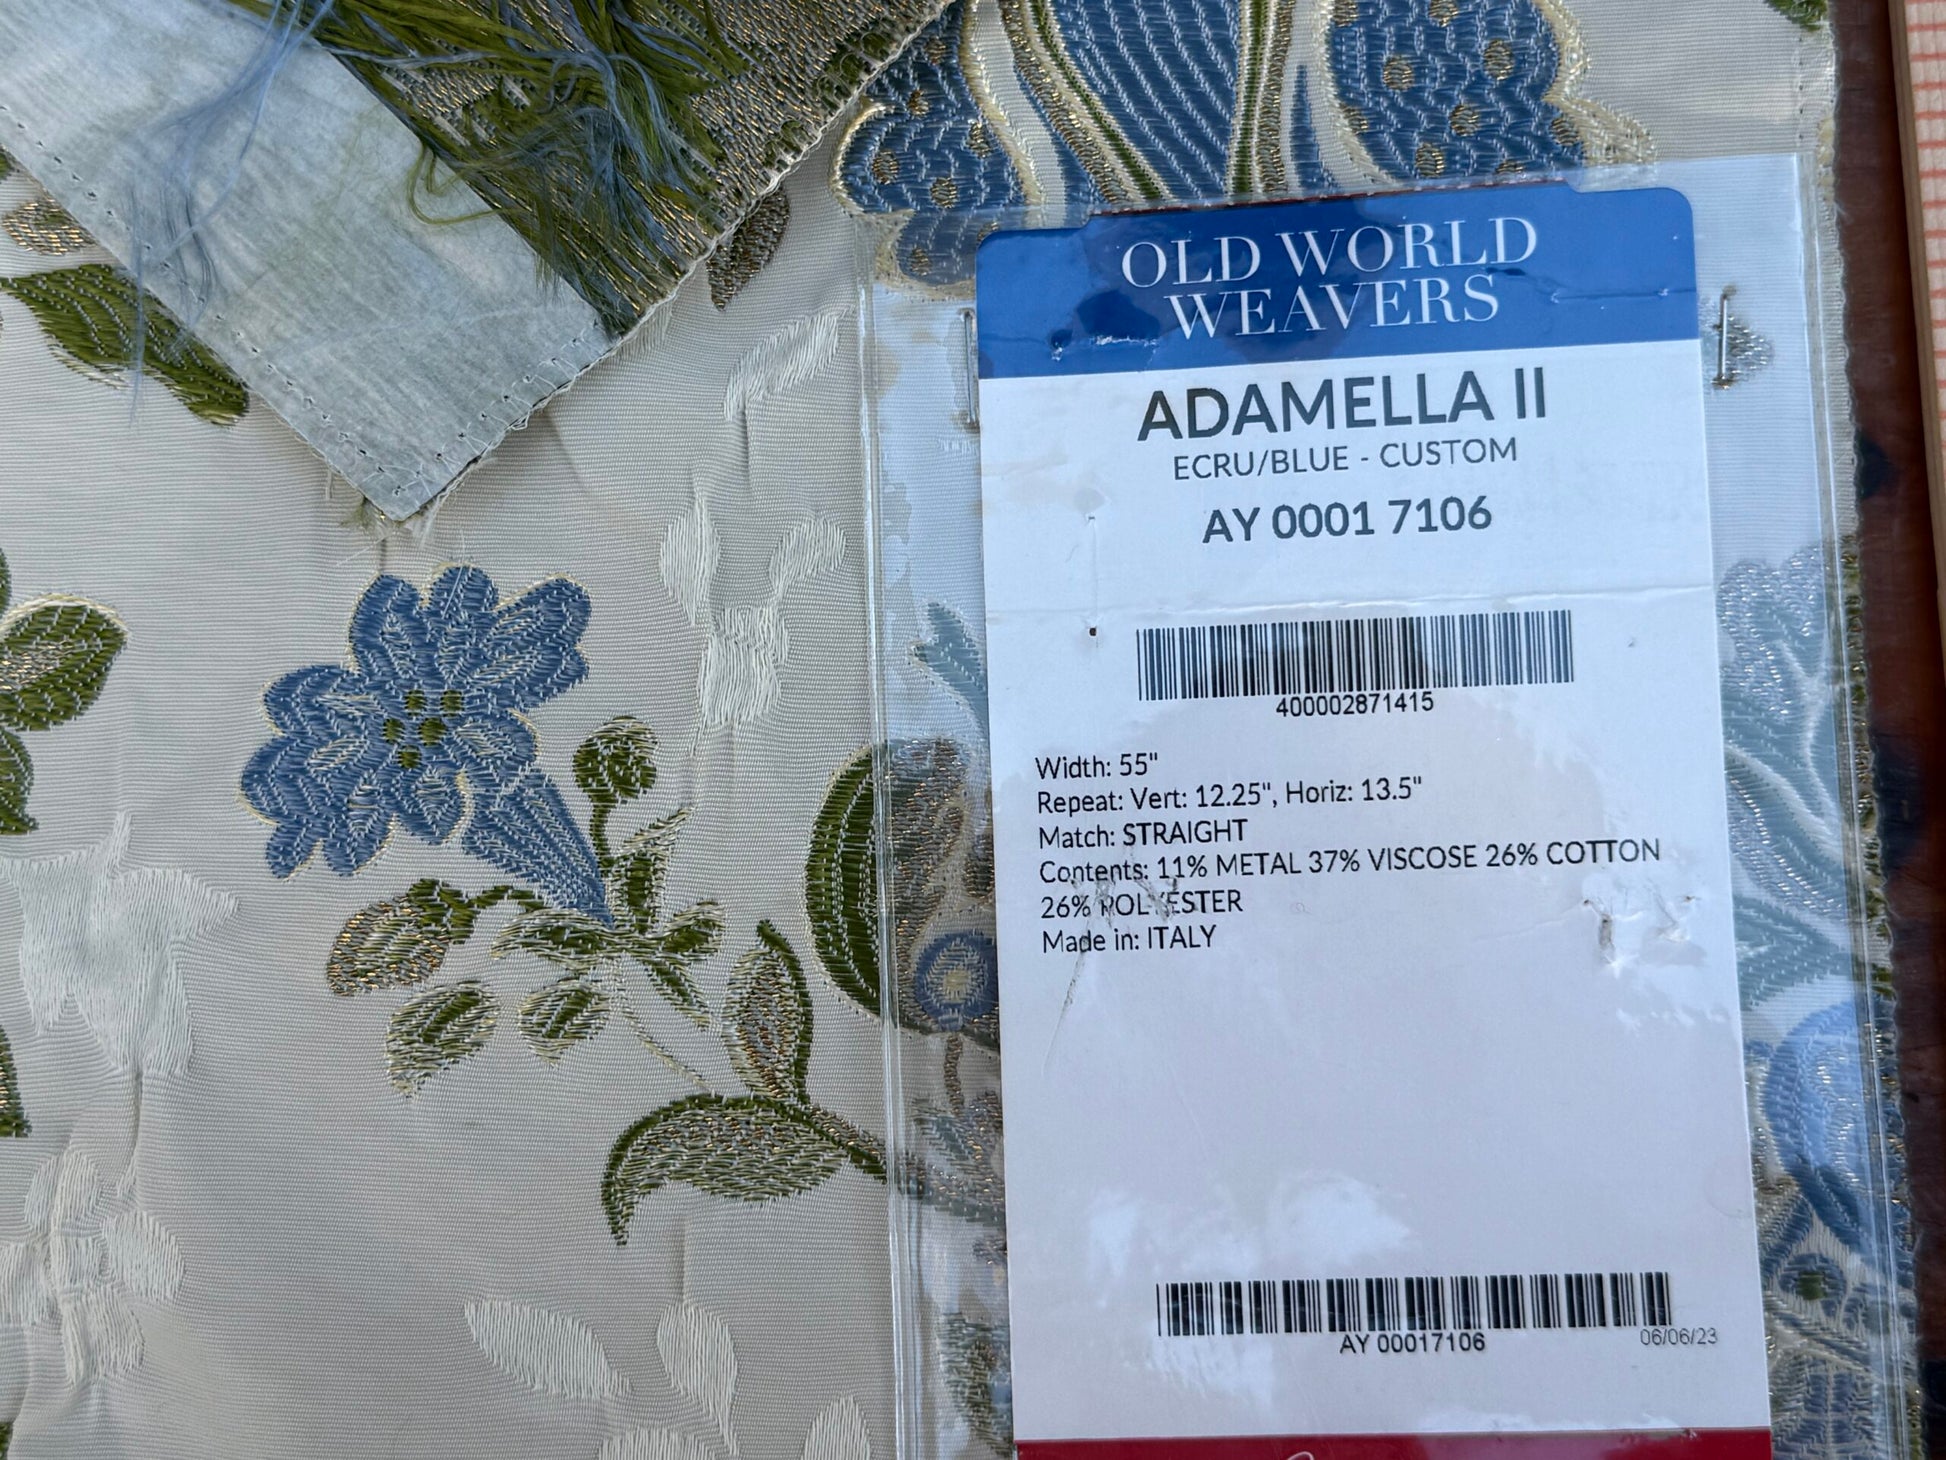 OLD WORLD
WEAVERS
ADAMELLA II
ECRU/BLUE - CUSTOM
AY 0001 7106
400002871415
Width: 55"
Repeat: Vert: 12.25", Horiz: 13.5"
Match: STRAIGHT
Contents: 11% METAL 37% VISCOSE 26% COTTON
26% POLYESTER
Made in: ITALY
AY 00017106
06/06/23